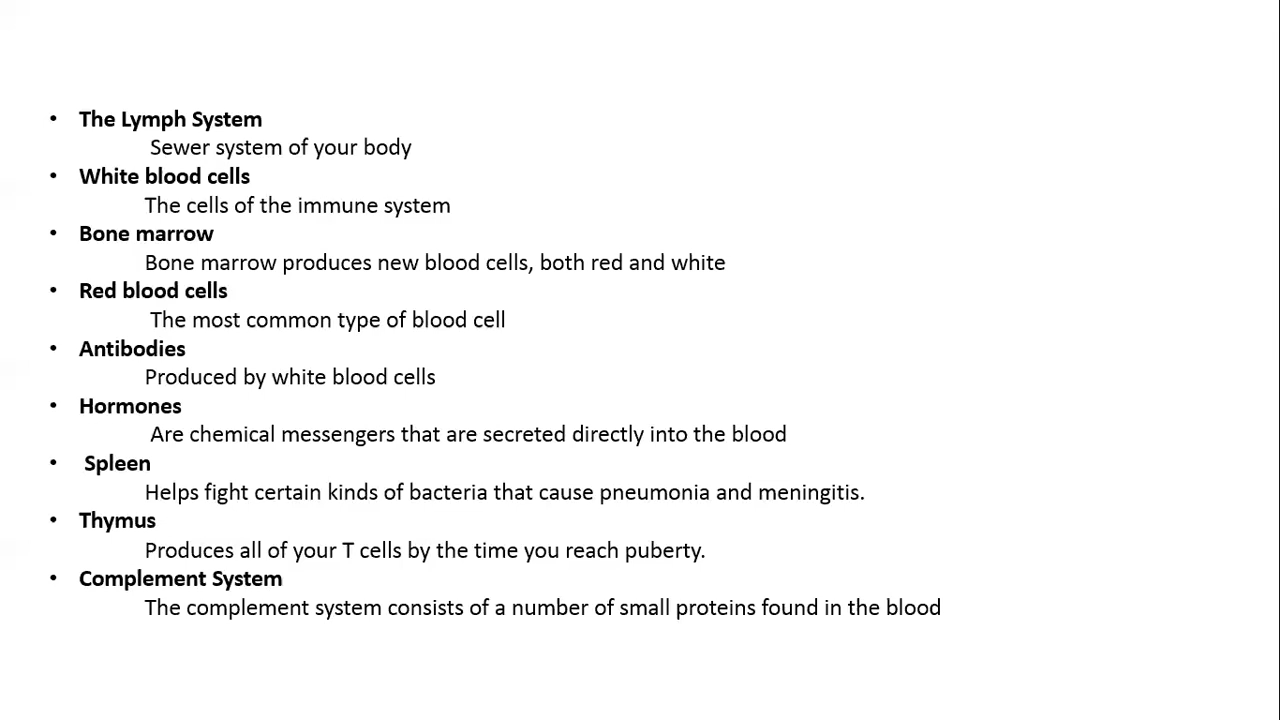 • The Lymph System
Sewer system of your body
• White blood cells
The cells of the immune system
• Bone marrow
Bone marrow produces new blood cells, both red and white
• Red blood cells
The most common type of blood cell
• Antibodies
Produced by white blood cells
• Hormones
Are chemical messengers that are secreted directly into the blood
• Spleen
Helps fight certain kinds of bacteria that cause pneumonia and meningitis.
• Thymus
Produces all of your T cells by the time you reach puberty.
• Complement System
The complement system consists of a number of small proteins found in the blood